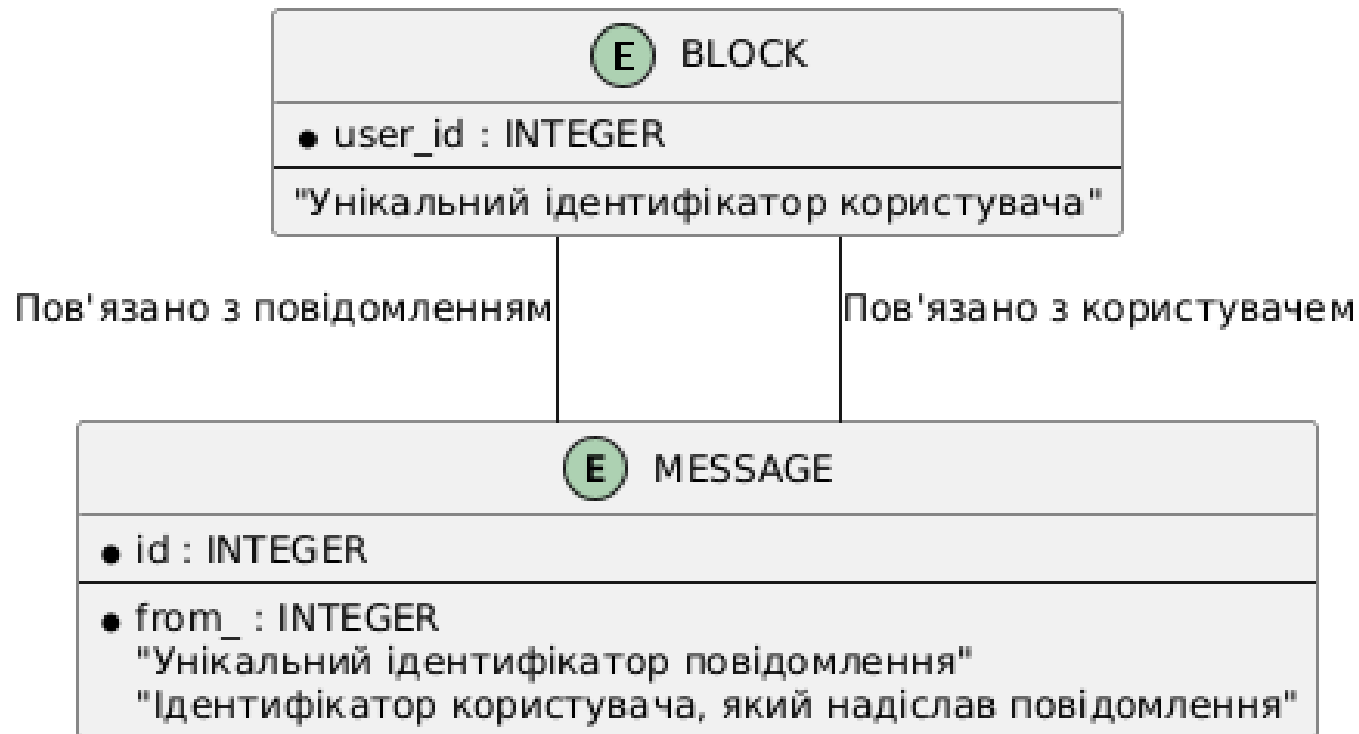 E BLOCK
user_id : INTEGER
"Унікальний ідентифікатор користувача"
Пов'язано з повідомленням
Пов'язано з користувачем
E MESSAGE
id : INTEGER
from_ : INTEGER
"Унікальний ідентифікатор повідомлення"
"Ідентифікатор користувача, який надіслав повідомлення"